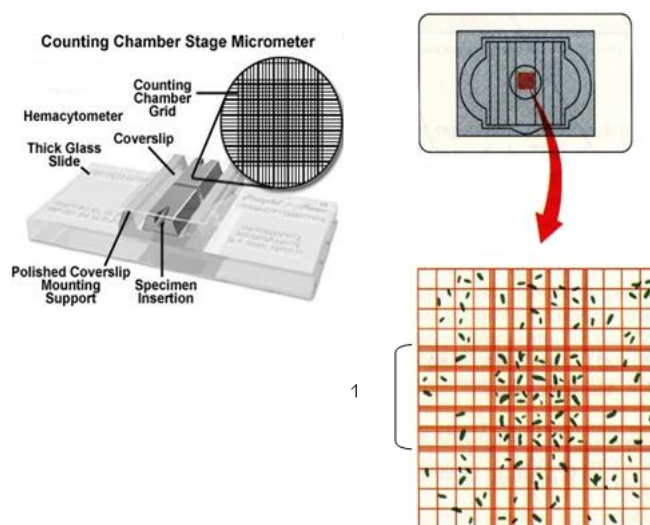 Counting Chamber Stage Micrometer
Counting
Chamber
Grid
Hemacytometer
Coverslip
Thick Glass
Slide
Polished Coverslip
Mounting
Support
Specimen
Insertion
1